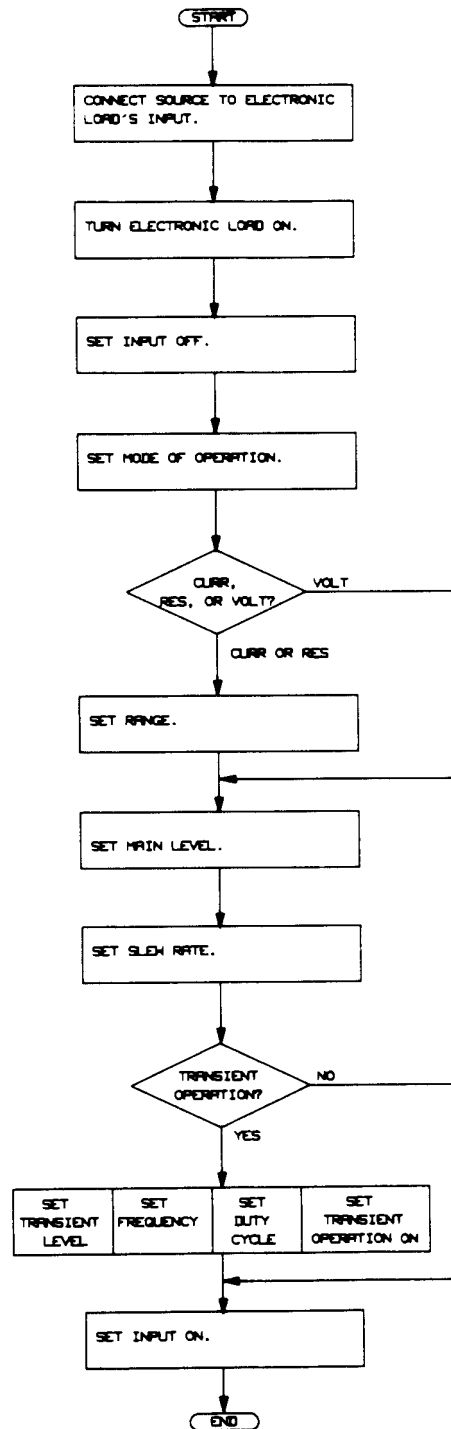 START
CONNECT SOURCE TO ELECTRONIC
LOAD'S INPUT.
TURN ELECTRONIC LOAD ON.
SET INPUT OFF.
SET MODE OF OPERATION.
CURR,
RES, OR VOLT?
VOLT
CURR OR RES
SET RANGE.
SET MAIN LEVEL.
SET SLEW RATE.
TRANSIENT
OPERATION?
NO
YES
SET
TRANSIENT
LEVEL
SET
FREQUENCY
SET
DUTY
CYCLE
SET
TRANSIENT
OPERATION ON
SET INPUT ON.
END